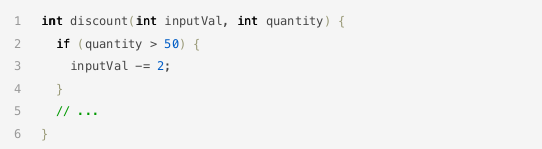 1 int discount(int inputVal, int quantity) {
2   if (quantity > 50) {
3     inputVal -= 2;
4   }
5   // ...
6 }